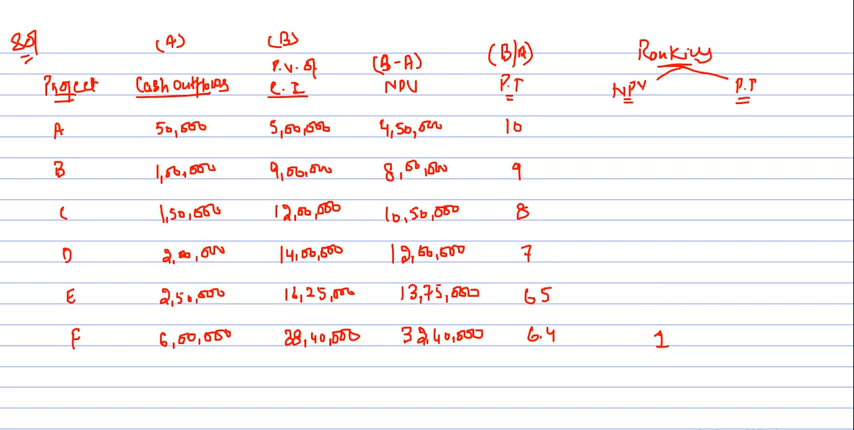 Sol
(A) (B)
P.V. of (B-A) (B/A) Ranking
Project Cash Outflows C.I NPV P.I NPV P.I
A 50,000 5,00,000 4,50,000 10
B 1,00,000 9,00,000 8,00,000 9
C 1,50,000 12,00,000 10,50,000 8
D 2,00,000 14,00,000 12,00,000 7
E 2,50,000 16,25,000 13,75,000 6.5
F 6,00,000 38,40,000 32,40,000 6.4 1